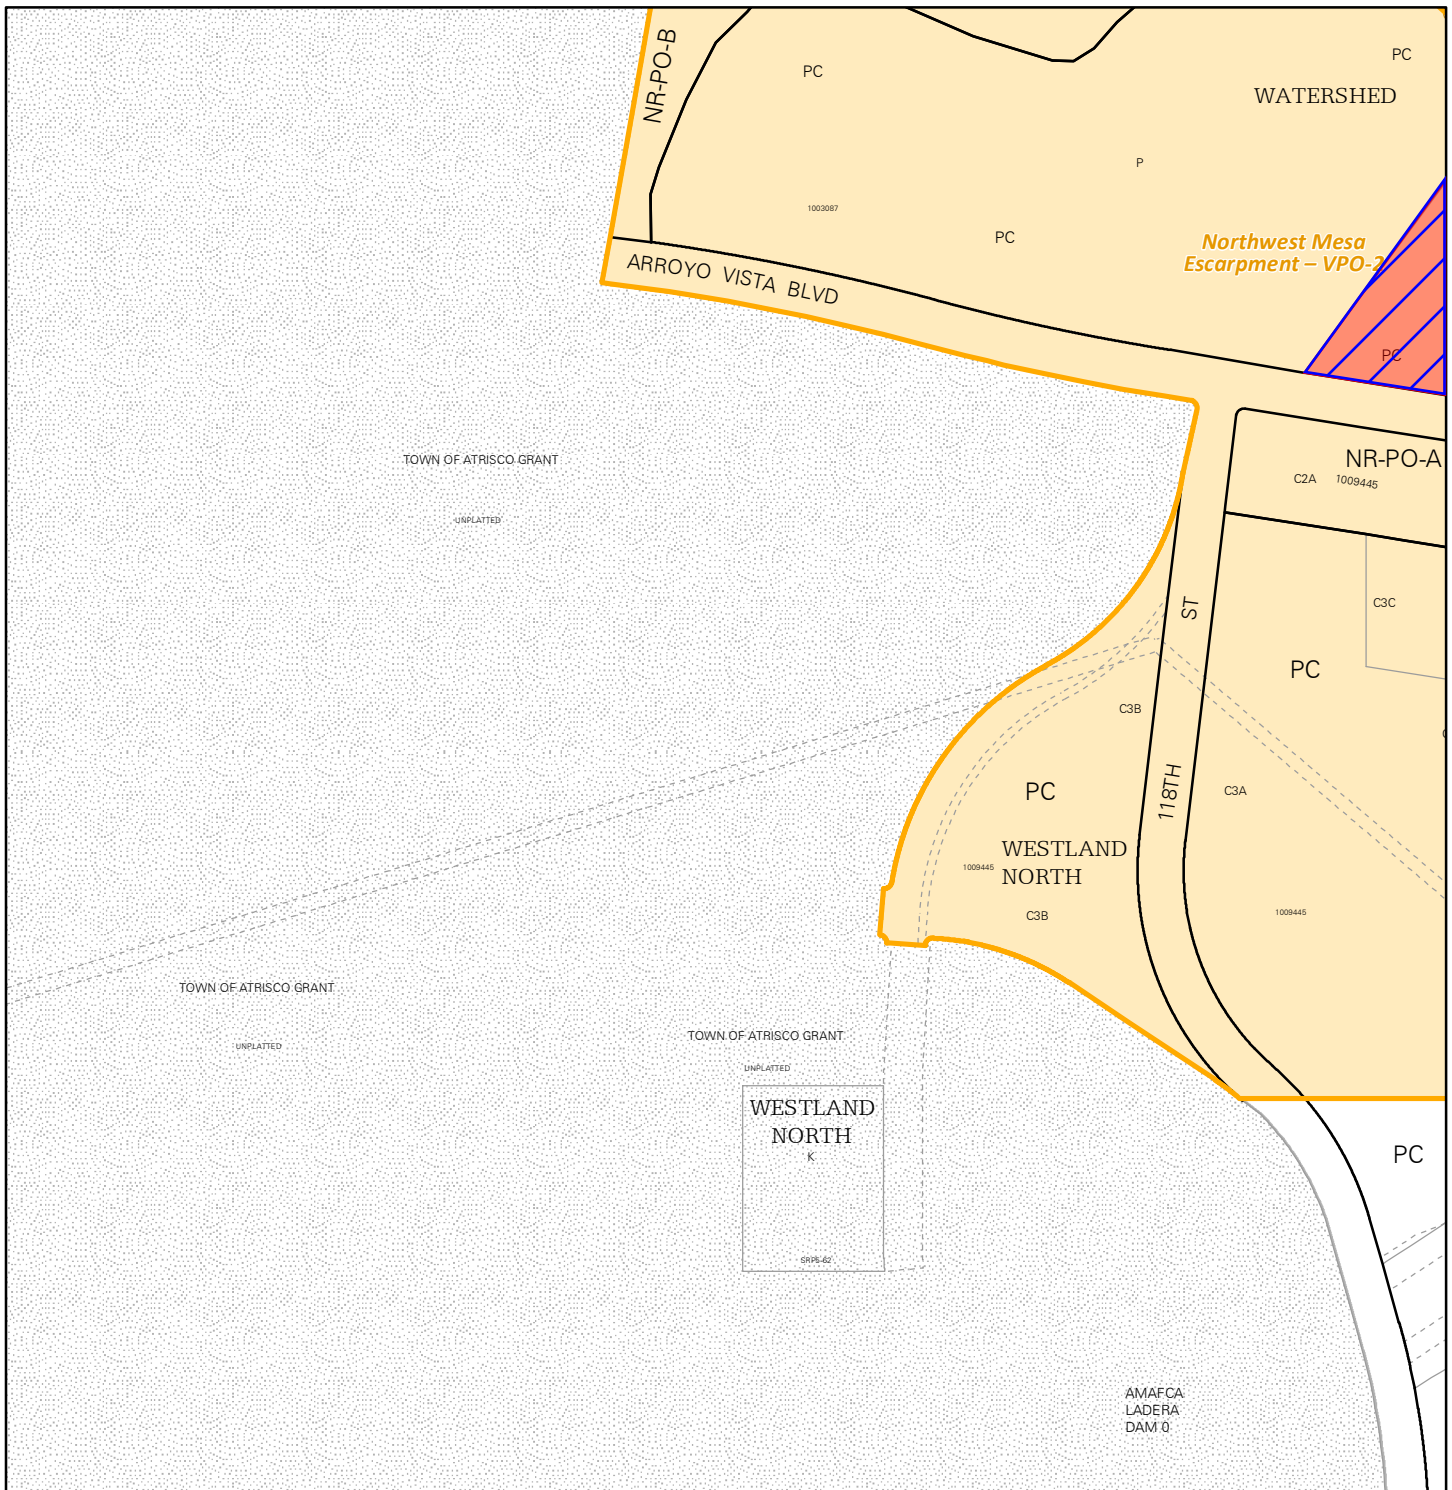 NR-PO-B
PC
PC
WATERSHED
P
1003087
PC
Northwest Mesa
Escarpment – VPO-2
ARROYO VISTA BLVD
PC
TOWN OF ATRISCO GRANT
UNPLATTED
NR-PO-A
C2A
1009445
C3C
118TH ST
PC
C3B
PC
C3A
WESTLAND
NORTH
1009445
C3B
1009445
TOWN OF ATRISCO GRANT
UNPLATTED
TOWN OF ATRISCO GRANT
UNPLATTED
WESTLAND
NORTH
K
SRP5-62
PC
AMAFCA
LADERA
DAM 0